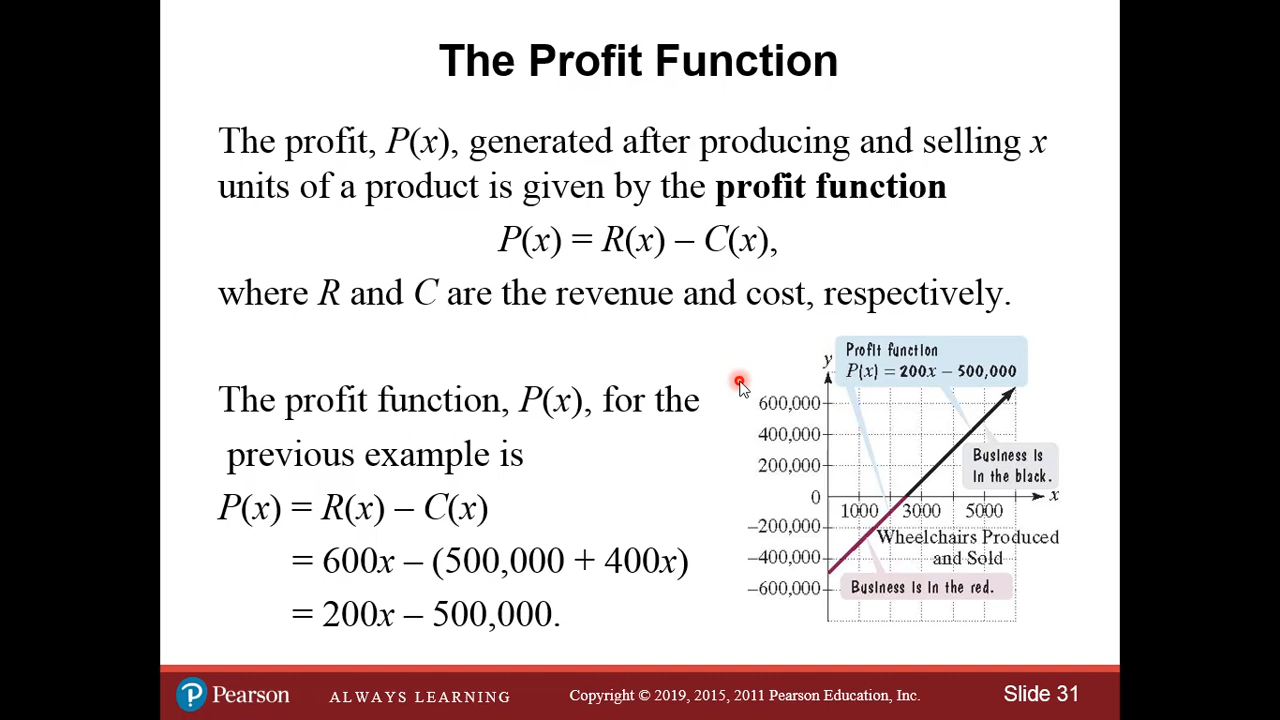 The Profit Function
The profit, P(x), generated after producing and selling x
units of a product is given by the profit function
P(x) = R(x) – C(x),
where R and C are the revenue and cost, respectively.
The profit function, P(x), for the
previous example is
P(x) = R(x) – C(x)
= 600x – (500,000 + 400x)
= 200x – 500,000.
y
Profit function
P(x) = 200x – 500,000
600,000
400,000
200,000
0
–200,000
–400,000
–600,000
1000 3000 5000
x
Business is
in the black.
Wheelchairs Produced
and Sold
Business is in the red.
Pearson
ALWAYS LEARNING
Copyright © 2019, 2015, 2011 Pearson Education, Inc.
Slide 31